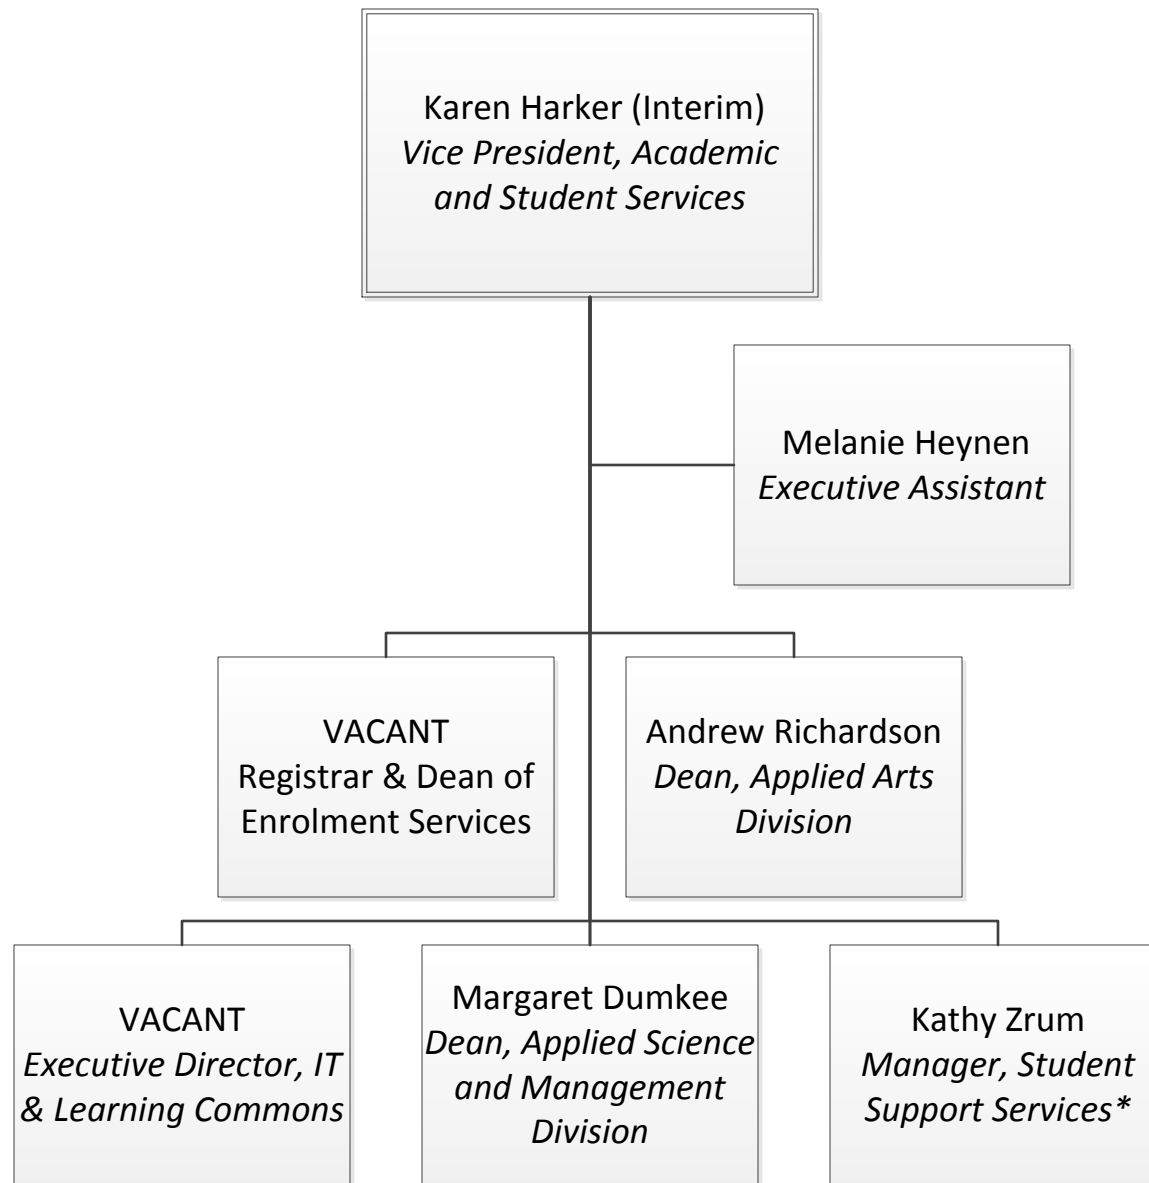 Karen Harker (Interim)
Vice President, Academic
and Student Services
Melanie Heynen
Executive Assistant
VACANT
Registrar & Dean of
Enrolment Services
Andrew Richardson
Dean, Applied Arts
Division
VACANT
Executive Director, IT
& Learning Commons
Margaret Dumkee
Dean, Applied Science
and Management
Division
Kathy Zrum
Manager, Student
Support Services*